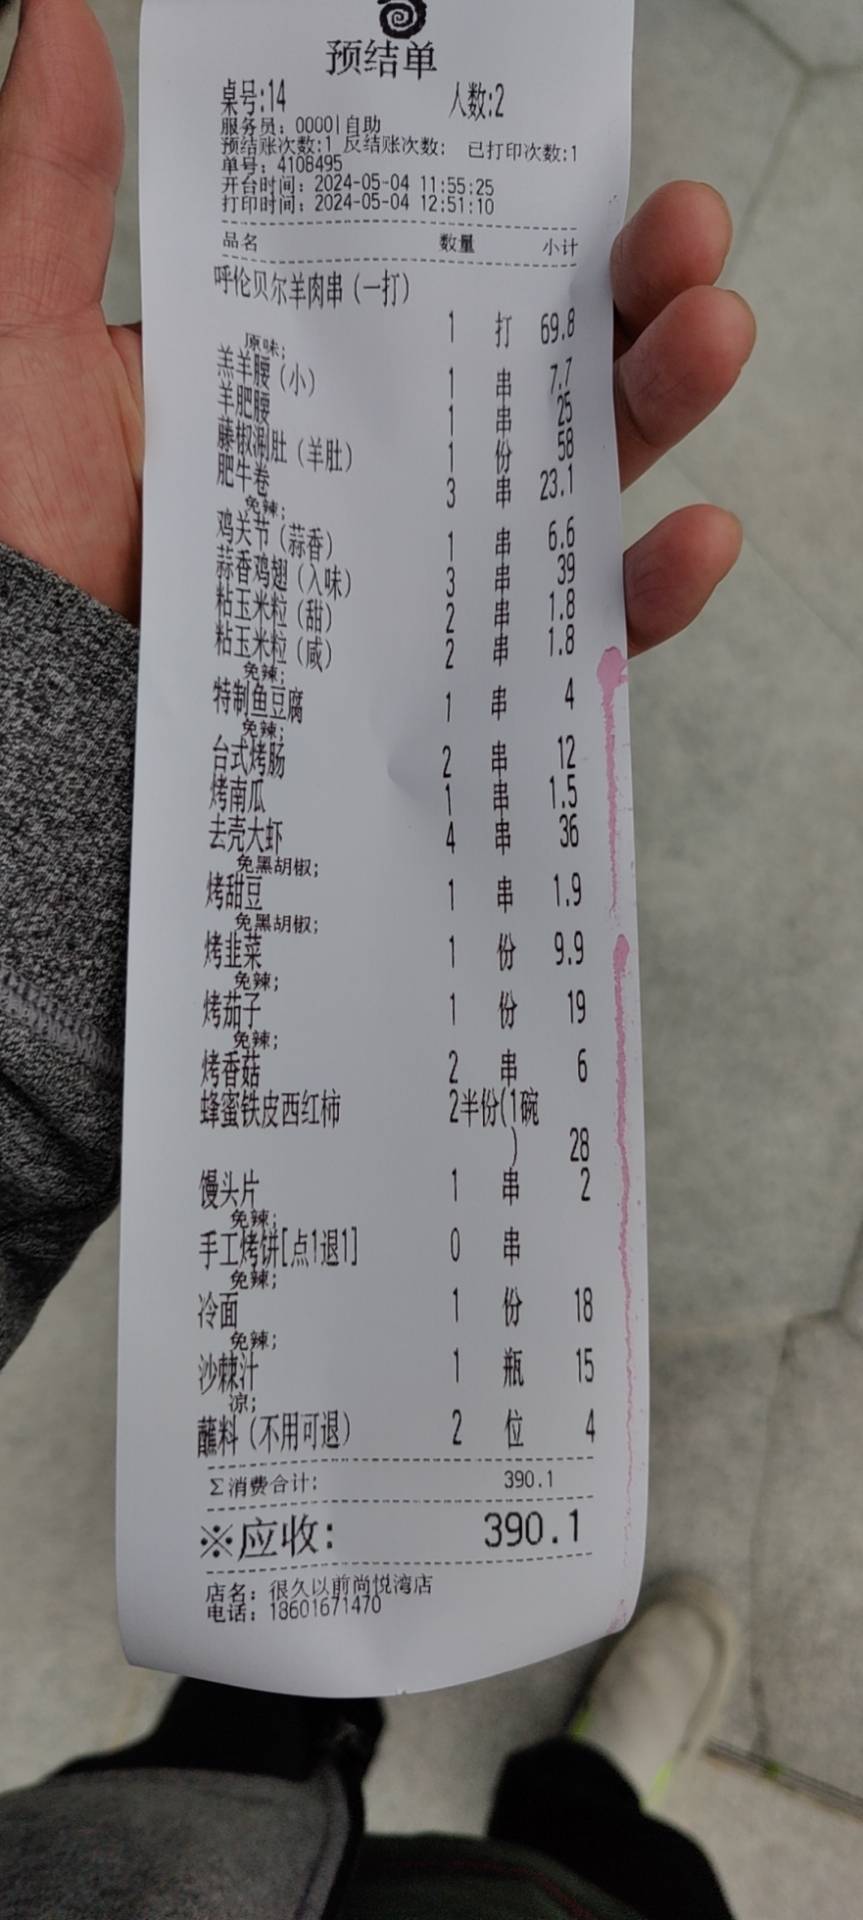 预结单
桌号:14 人数:2
服务员: 0000|自助
预结账次数:1 反结账次数: 已打印次数:1
单号: 4108495
开台时间: 2024-05-04 11:55:25
打印时间: 2024-05-04 12:51:10
品名 数量 小计
呼伦贝尔羊肉串(一打)
1 打 69.8
原味;
羔羊腰(小) 1 串 7.7
羊肥腰 1 串 25
藤椒涮肚(羊肚) 1 份 58
肥牛卷 3 串 23.1
免辣;
鸡关节(蒜香) 1 串 6.6
蒜香鸡翅(入味) 3 串 39
粘玉米粒(甜) 2 串 1.8
粘玉米粒(咸) 2 串 1.8
免辣;
特制鱼豆腐 1 串 4
免辣;
台式烤肠 2 串 12
烤南瓜 1 串 1.5
去壳大虾 4 串 36
免黑胡椒;
烤甜豆 1 串 1.9
免黑胡椒;
烤韭菜 1 份 9.9
免辣;
烤茄子 1 份 19
免辣;
烤香菇 2 串 6
蜂蜜铁皮西红柿 2半份(1碗
) 28
馒头片 1 串 2
免辣;
手工烤饼[点1退1] 0 串
免辣;
冷面 1 份 18
免辣;
沙棘汁 1 瓶 15
凉;
蘸料(不用可退) 2 位 4
Σ消费合计: 390.1
※应收: 390.1
店名: 很久以前尚悦湾店
电话: 18601671470